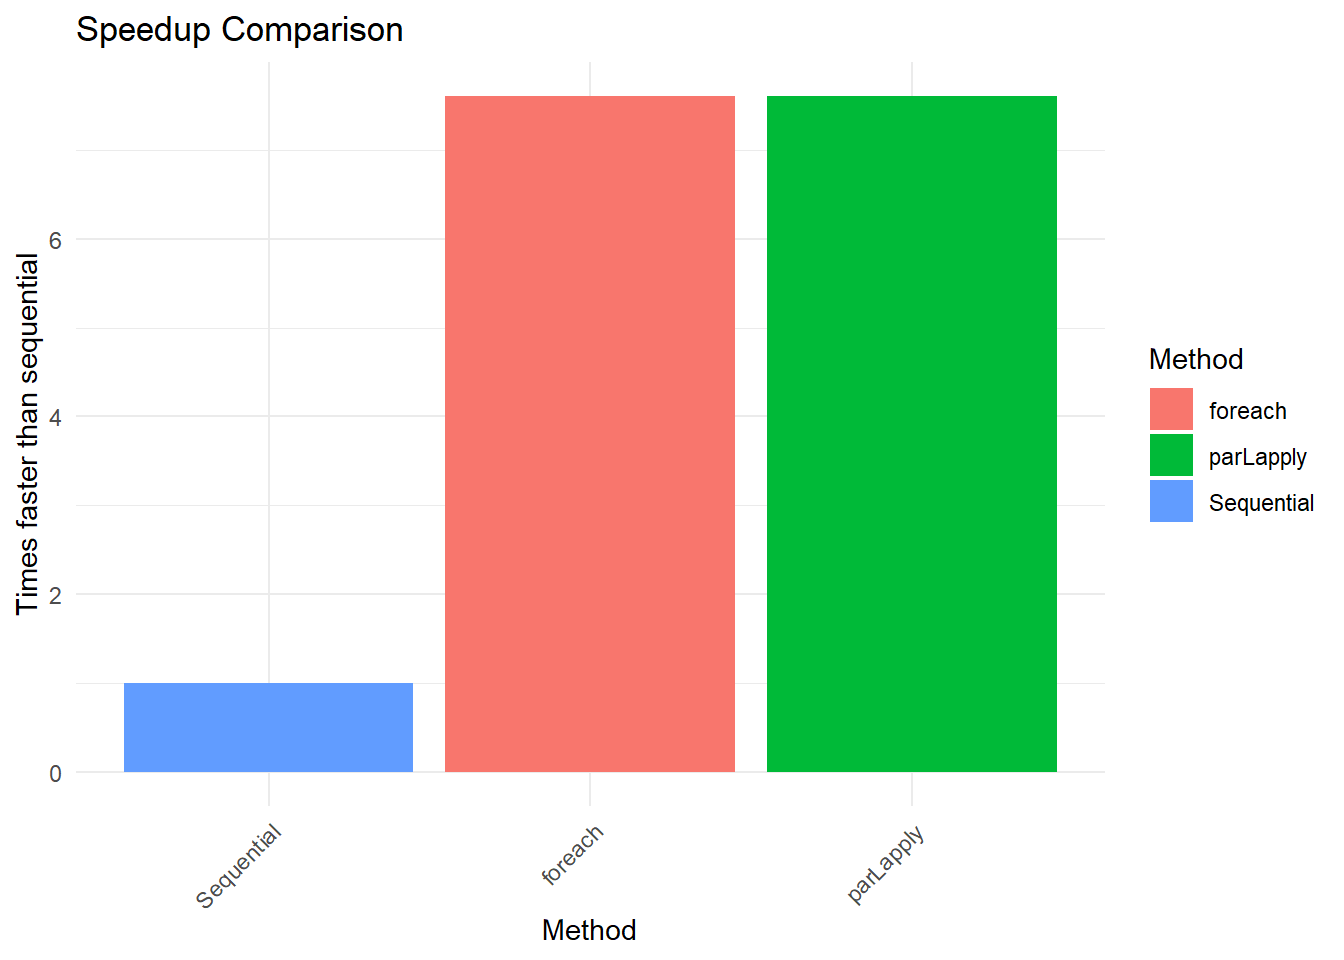 Speedup Comparison
Times faster than sequential
6
4
2
0
Sequential
foreach
parLapply
Method
Method
foreach
parLapply
Sequential